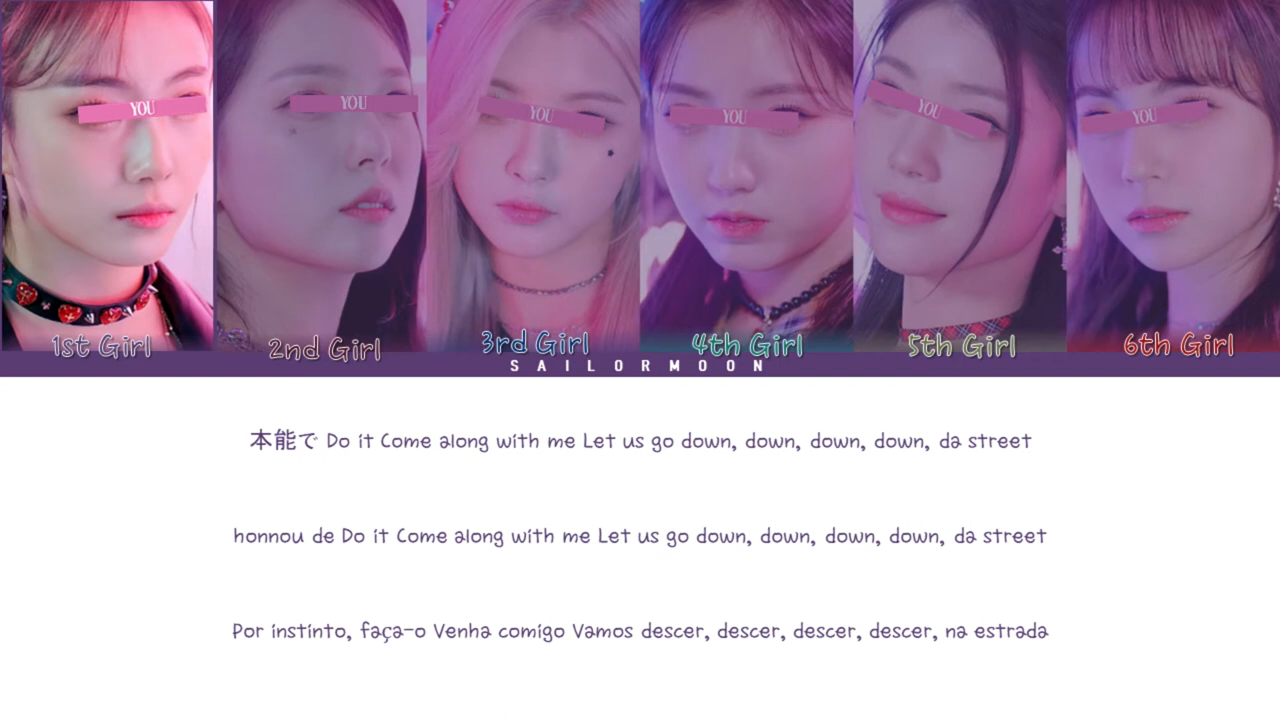 YOU
YOU
YOU
YOU
YOU
YOU
1st Girl
2nd Girl
3rd Girl
4th Girl
5th Girl
6th Girl
SAILORMOON
本能で Do it Come along with me Let us go down, down, down, down, da street
honnou de Do it Come along with me Let us go down, down, down, down, da street
Por instinto, faça-o Venha comigo Vamos descer, descer, descer, descer, na estrada